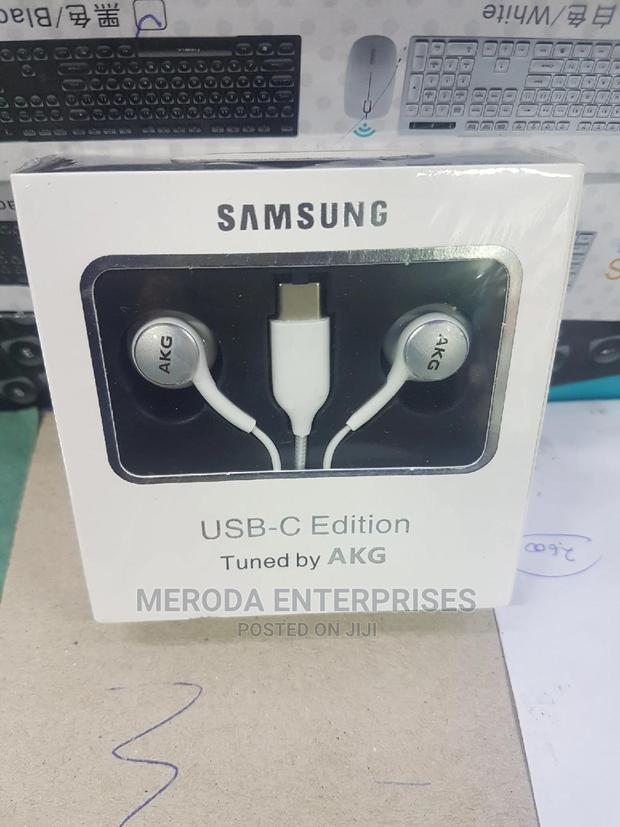 黑色/Blac
白色/White
SAMSUNG
AKG
AKG
USB-C Edition
Tuned by AKG
2600
MERODA ENTERPRISES
POSTED ON JIJI